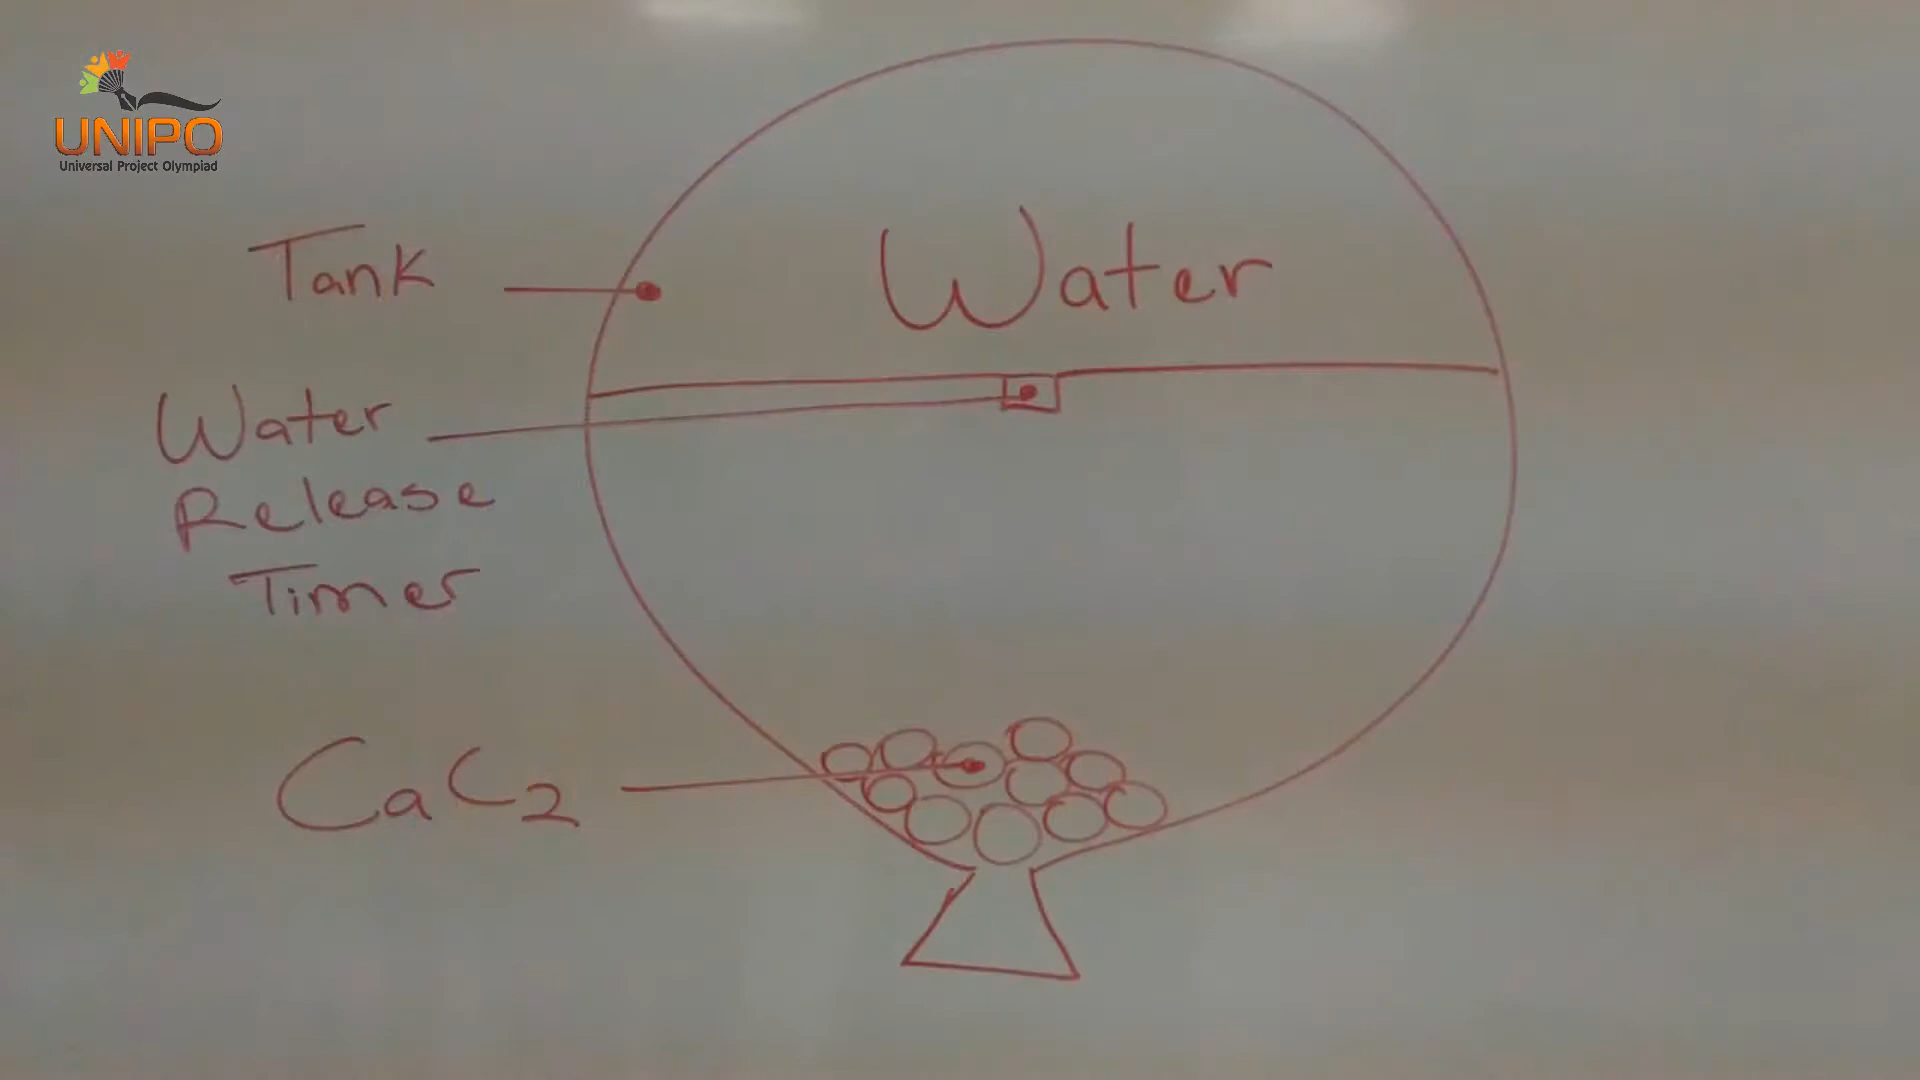 UNIPO
Universal Project Olympiad
Tank
Water
Water
Release
Timer
CaC2